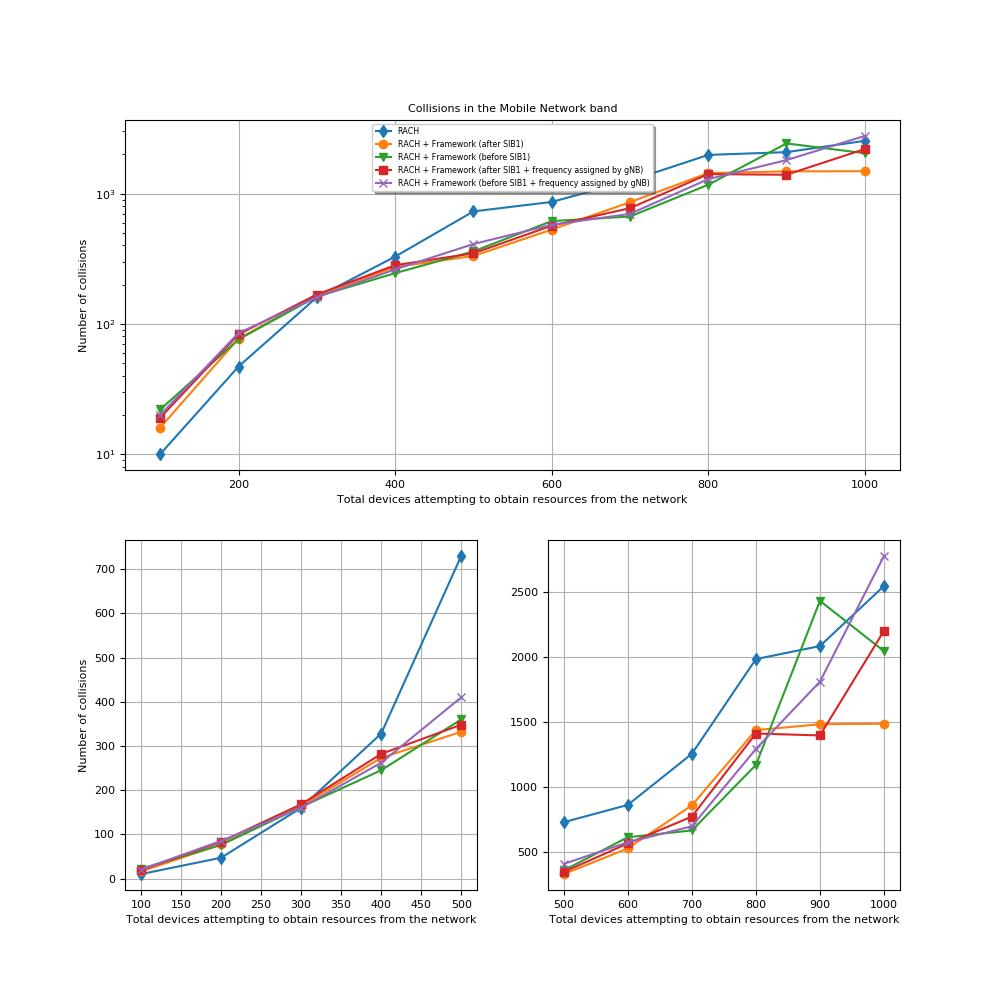 Collisions in the Mobile Network band
RACH
RACH + Framework (after SIB1)
RACH + Framework (before SIB1)
RACH + Framework (after SIB1 + frequency assigned by gNB)
RACH + Framework (before SIB1 + frequency assigned by gNB)
Number of collisions
10³
10²
10¹
200 400 600 800 1000
Total devices attempting to obtain resources from the network
Number of collisions
700
600
500
400
300
200
100
0
100 150 200 250 300 350 400 450 500
Total devices attempting to obtain resources from the network
2500
2000
1500
1000
500
500 600 700 800 900 1000
Total devices attempting to obtain resources from the network